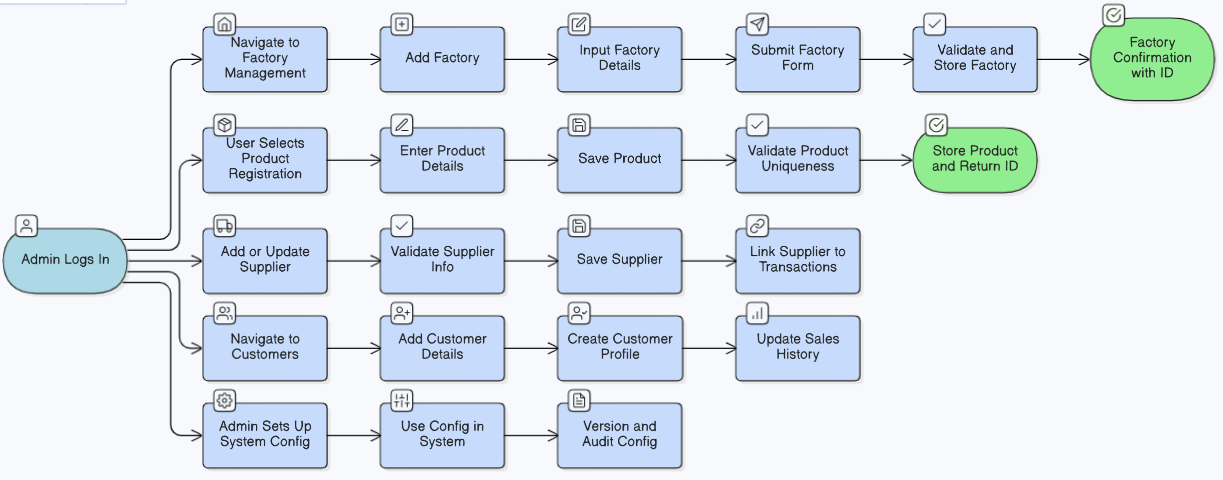 Navigate to
Factory
Management
Add Factory
Input Factory
Details
Submit Factory
Form
Validate and
Store Factory
Factory
Confirmation
with ID
User Selects
Product
Registration
Enter Product
Details
Save Product
Validate Product
Uniqueness
Store Product
and Return ID
Admin Logs In
Add or Update
Supplier
Validate Supplier
Info
Save Supplier
Link Supplier to
Transactions
Navigate to
Customers
Add Customer
Details
Create Customer
Profile
Update Sales
History
Admin Sets Up
System Config
Use Config in
System
Version and
Audit Config